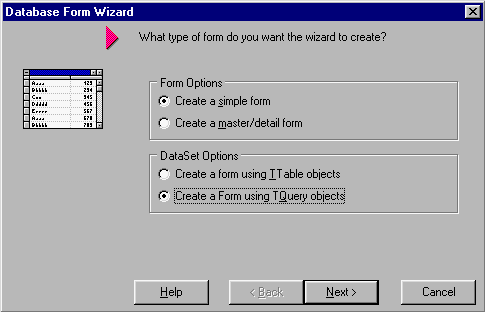 Database Form Wizard
What type of form do you want the wizard to create?
Form Options
Create a simple form
Create a master/detail form
DataSet Options
Create a form using TTable objects
Create a Form using TQuery objects
Help
< Back
Next >
Cancel